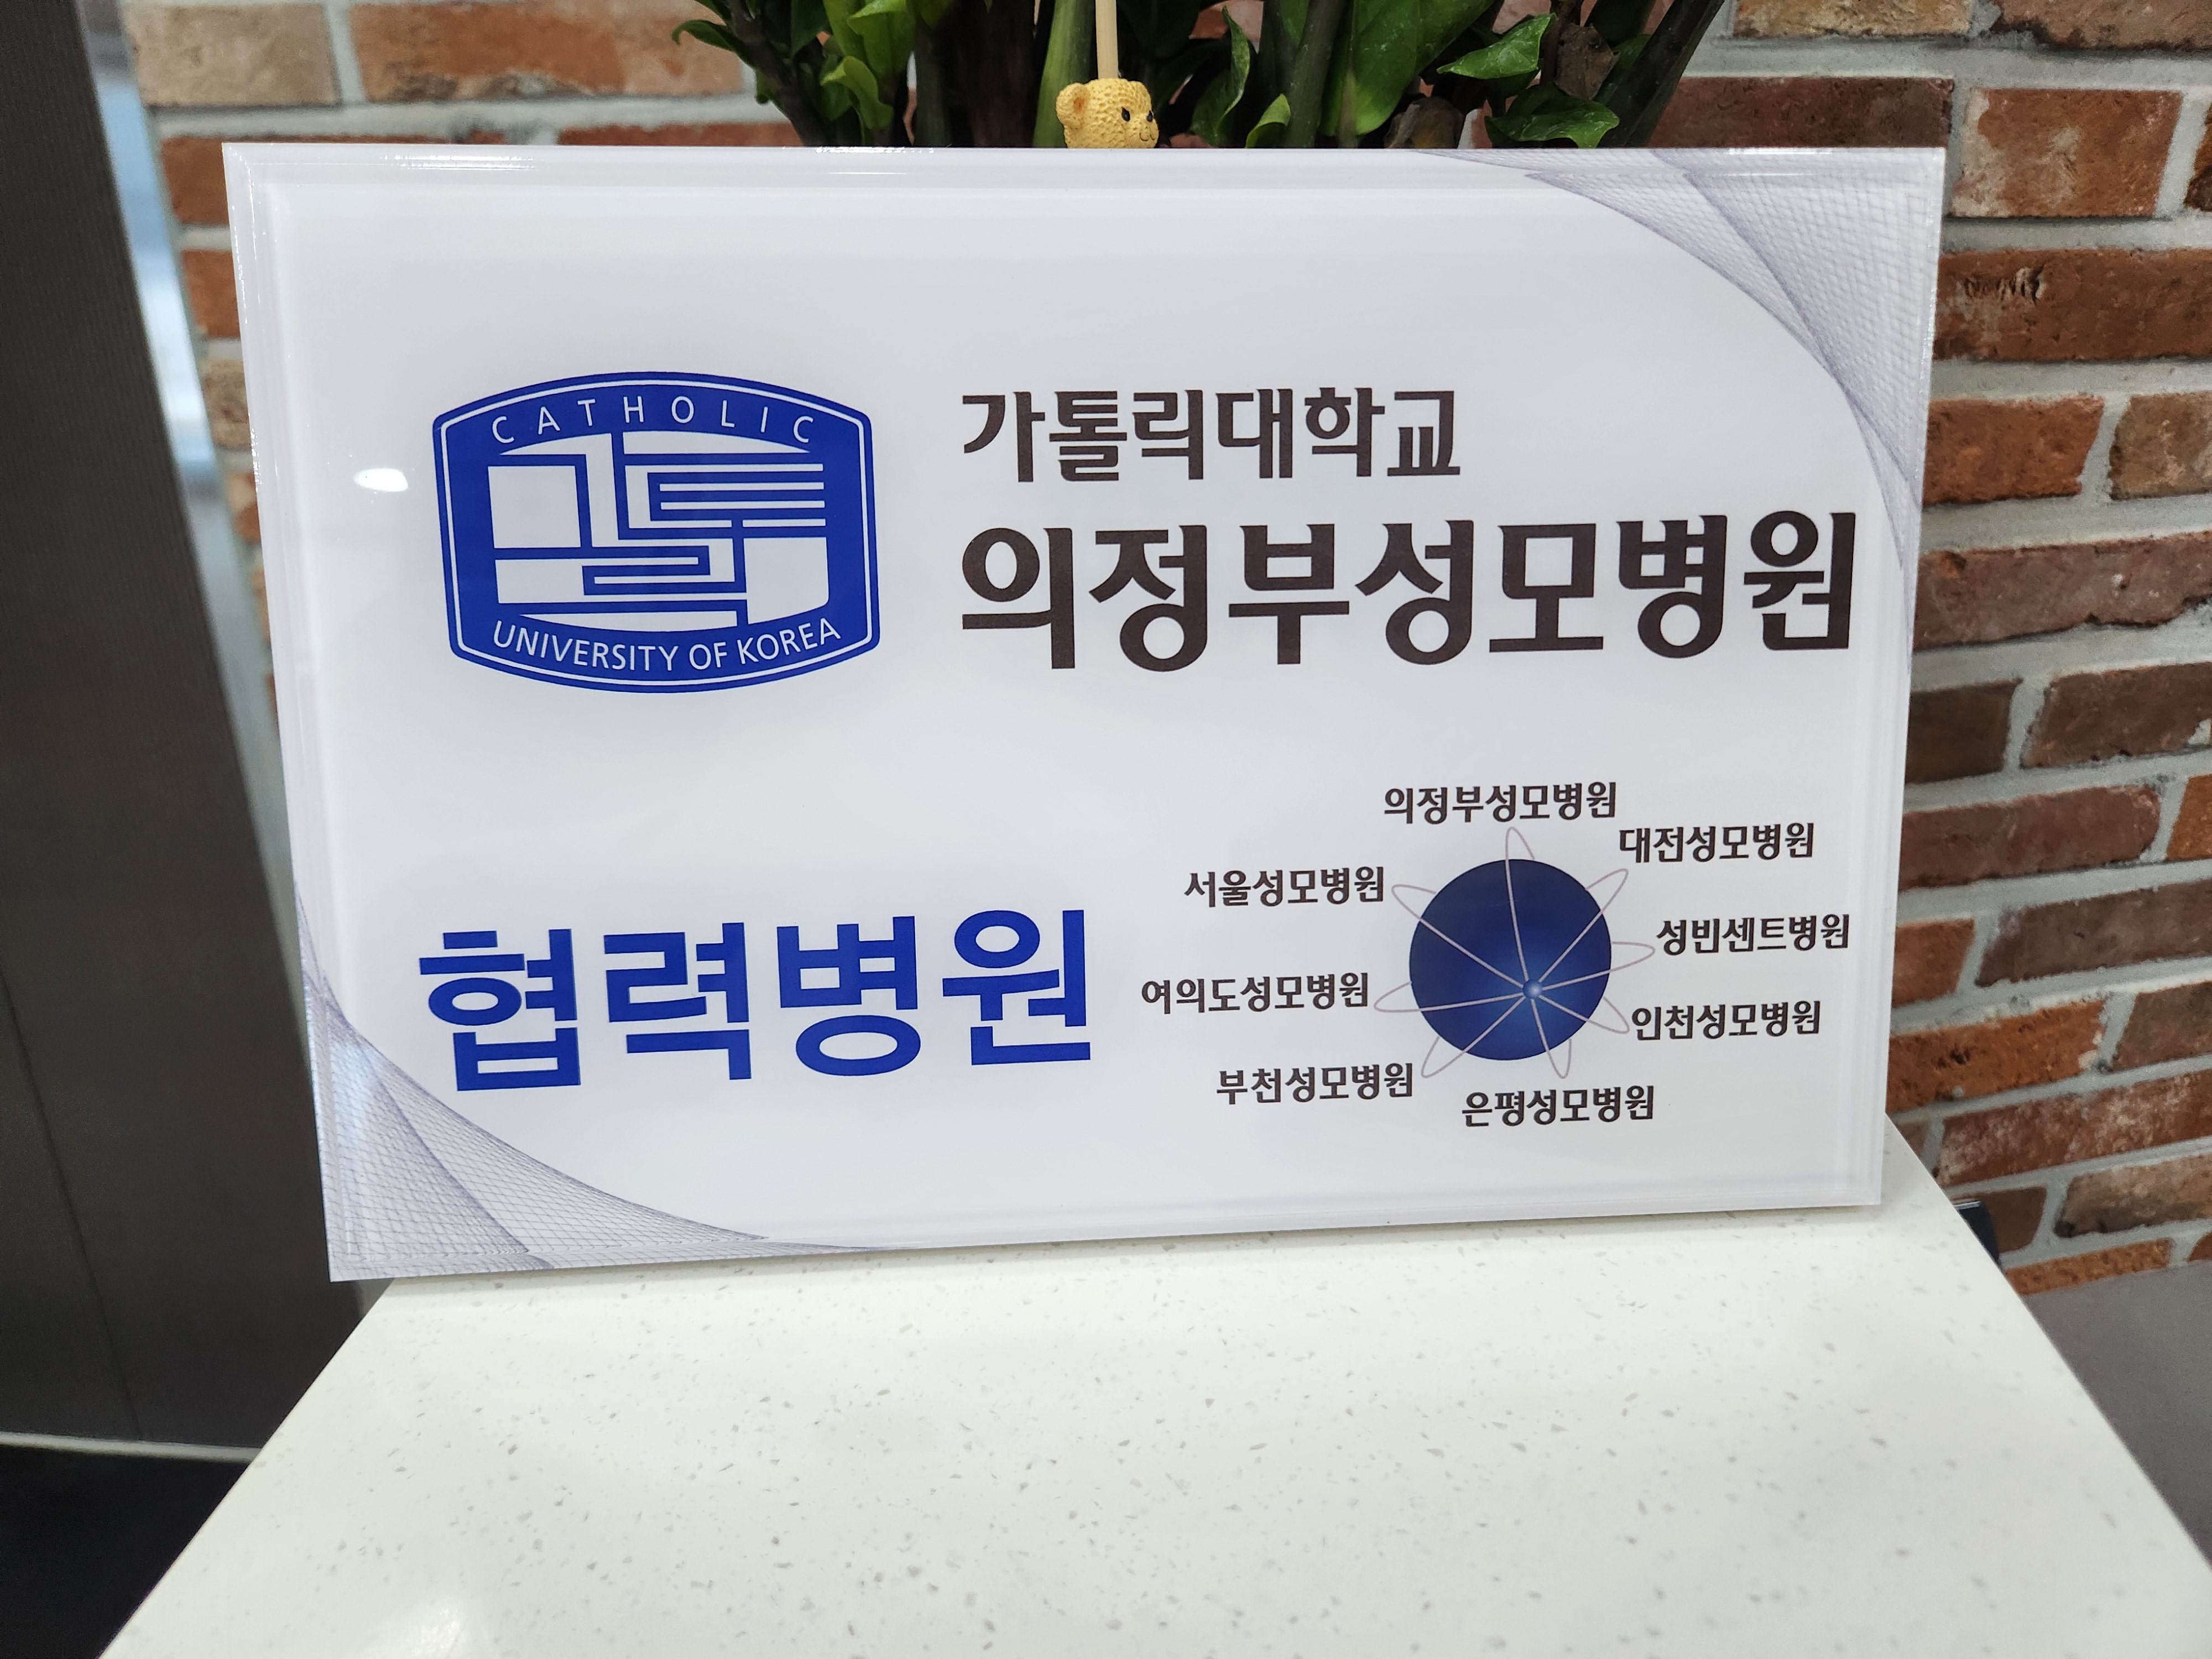 CATHOLIC
UNIVERSITY OF KOREA
가톨릭대학교
의정부성모병원
협력병원
의정부성모병원
대전성모병원
서울성모병원
성빈센트병원
여의도성모병원
인천성모병원
부천성모병원
은평성모병원